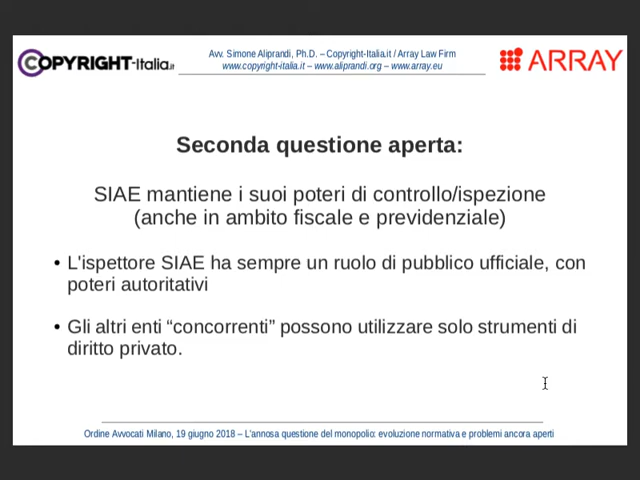 COPYRIGHT-Italia.it
Avv. Simone Aliprandi, Ph.D. – Copyright-Italia.it / Array Law Firm
www.copyright-italia.it – www.aliprandi.org – www.array.eu
ARRAY
Seconda questione aperta:
SIAE mantiene i suoi poteri di controllo/ispezione
(anche in ambito fiscale e previdenziale)
• L'ispettore SIAE ha sempre un ruolo di pubblico ufficiale, con
poteri autoritativi
• Gli altri enti “concorrenti” possono utilizzare solo strumenti di
diritto privato.
Ordine Avvocati Milano, 19 giugno 2018 – L'annosa questione del monopolio: evoluzione normativa e problemi ancora aperti